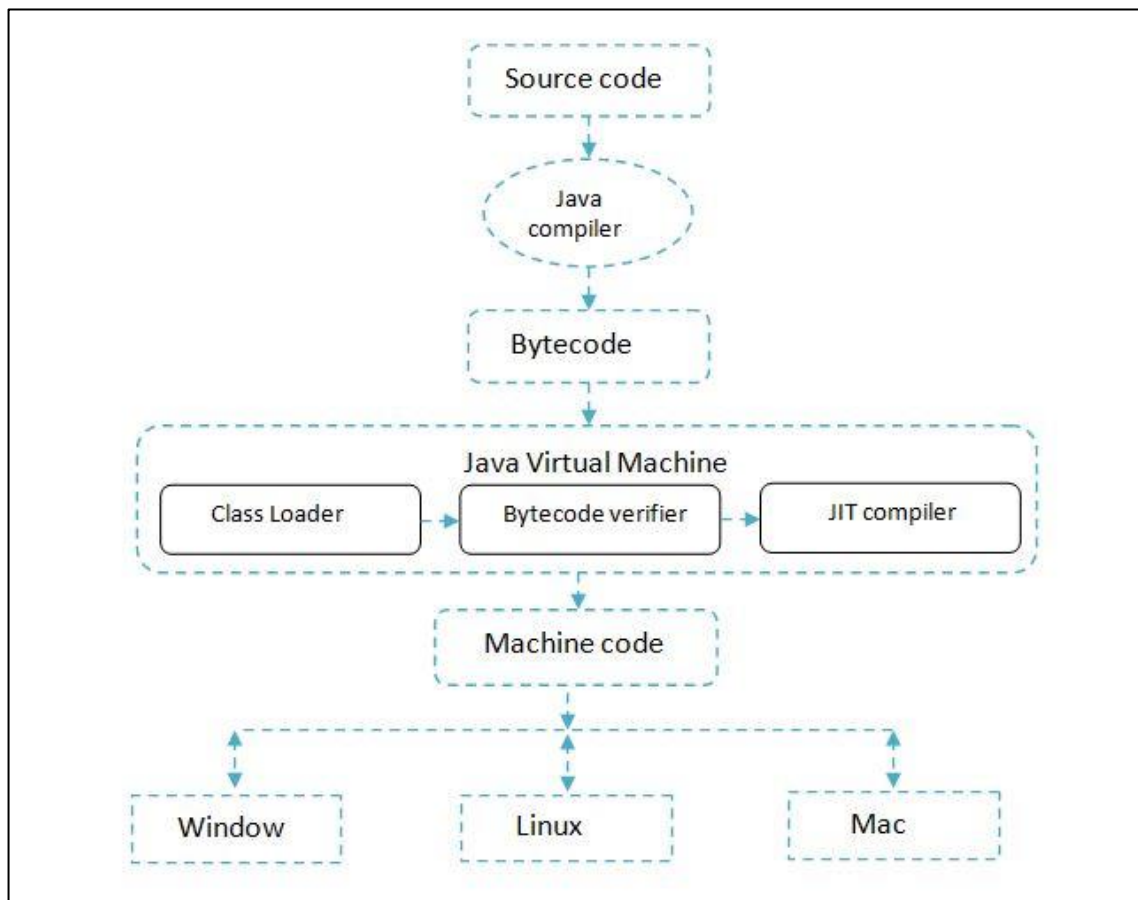 Source code
Java
compiler
Bytecode
Java Virtual Machine
Class Loader
Bytecode verifier
JIT compiler
Machine code
Window
Linux
Mac